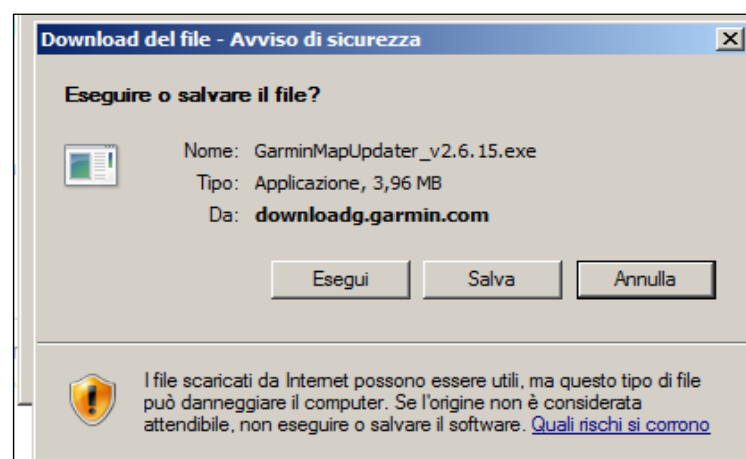 Download del file - Avviso di sicurezza
Eseguire o salvare il file?
Nome: GarminMapUpdater_v2.6.15.exe
Tipo: Applicazione, 3,96 MB
Da: downloadg.garmin.com
Esegui Salva Annulla
I file scaricati da Internet possono essere utili, ma questo tipo di file
può danneggiare il computer. Se l'origine non è considerata
attendibile, non eseguire o salvare il software. Quali rischi si corrono